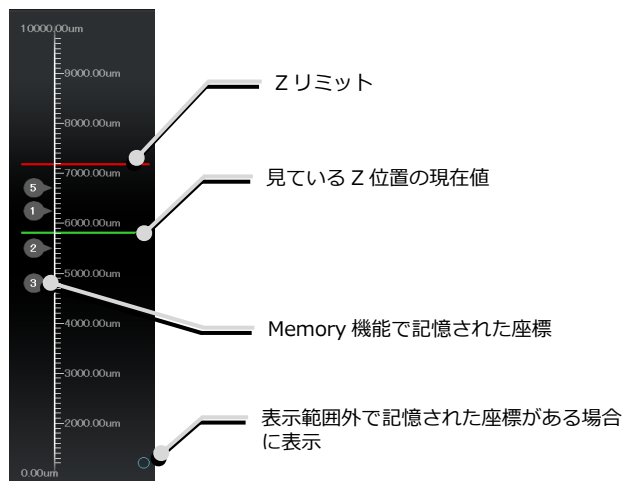 10000.00um
9000.00um
Zリミット
8000.00um
7000.00um
5
見ているZ位置の現在値
1
6000.00um
2
5000.00um
3
4000.00um
Memory 機能で記憶された座標
3000.00um
2000.00um
表示範囲外で記憶された座標がある場合
に表示
0.00um